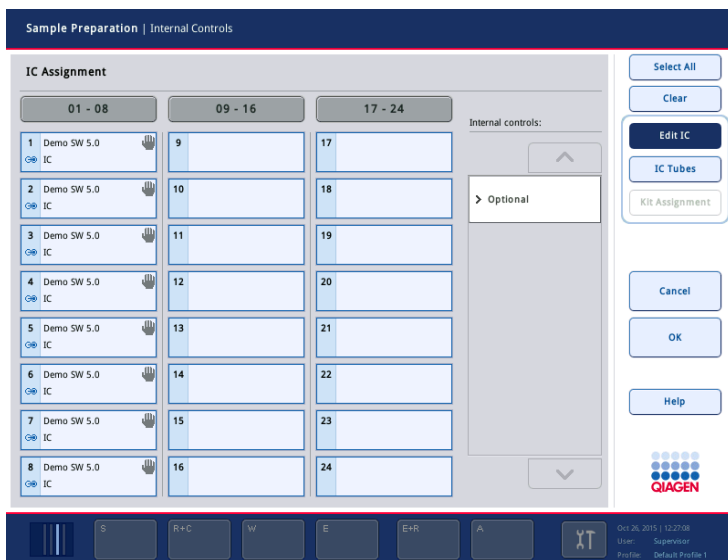 Sample Preparation | Internal Controls
IC Assignment
01 - 08
09 - 16
17 - 24
Internal controls:
1 Demo SW 5.0
IC
2 Demo SW 5.0
IC
3 Demo SW 5.0
IC
4 Demo SW 5.0
IC
5 Demo SW 5.0
IC
6 Demo SW 5.0
IC
7 Demo SW 5.0
IC
8 Demo SW 5.0
IC
9
10
11
12
13
14
15
16
17
18
19
20
21
22
23
24
> Optional
Select All
Clear
Edit IC
IC Tubes
Kit Assignment
Cancel
OK
Help
QIAGEN
S
R+C
W
E
E+R
A
Oct 26, 2015 | 12:27:08
User: Supervisor
Profile: Default Profile 1